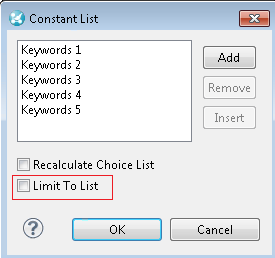 Constant List
Keywords 1
Keywords 2
Keywords 3
Keywords 4
Keywords 5
Add
Remove
Insert
Recalculate Choice List
Limit To List
?
OK
Cancel